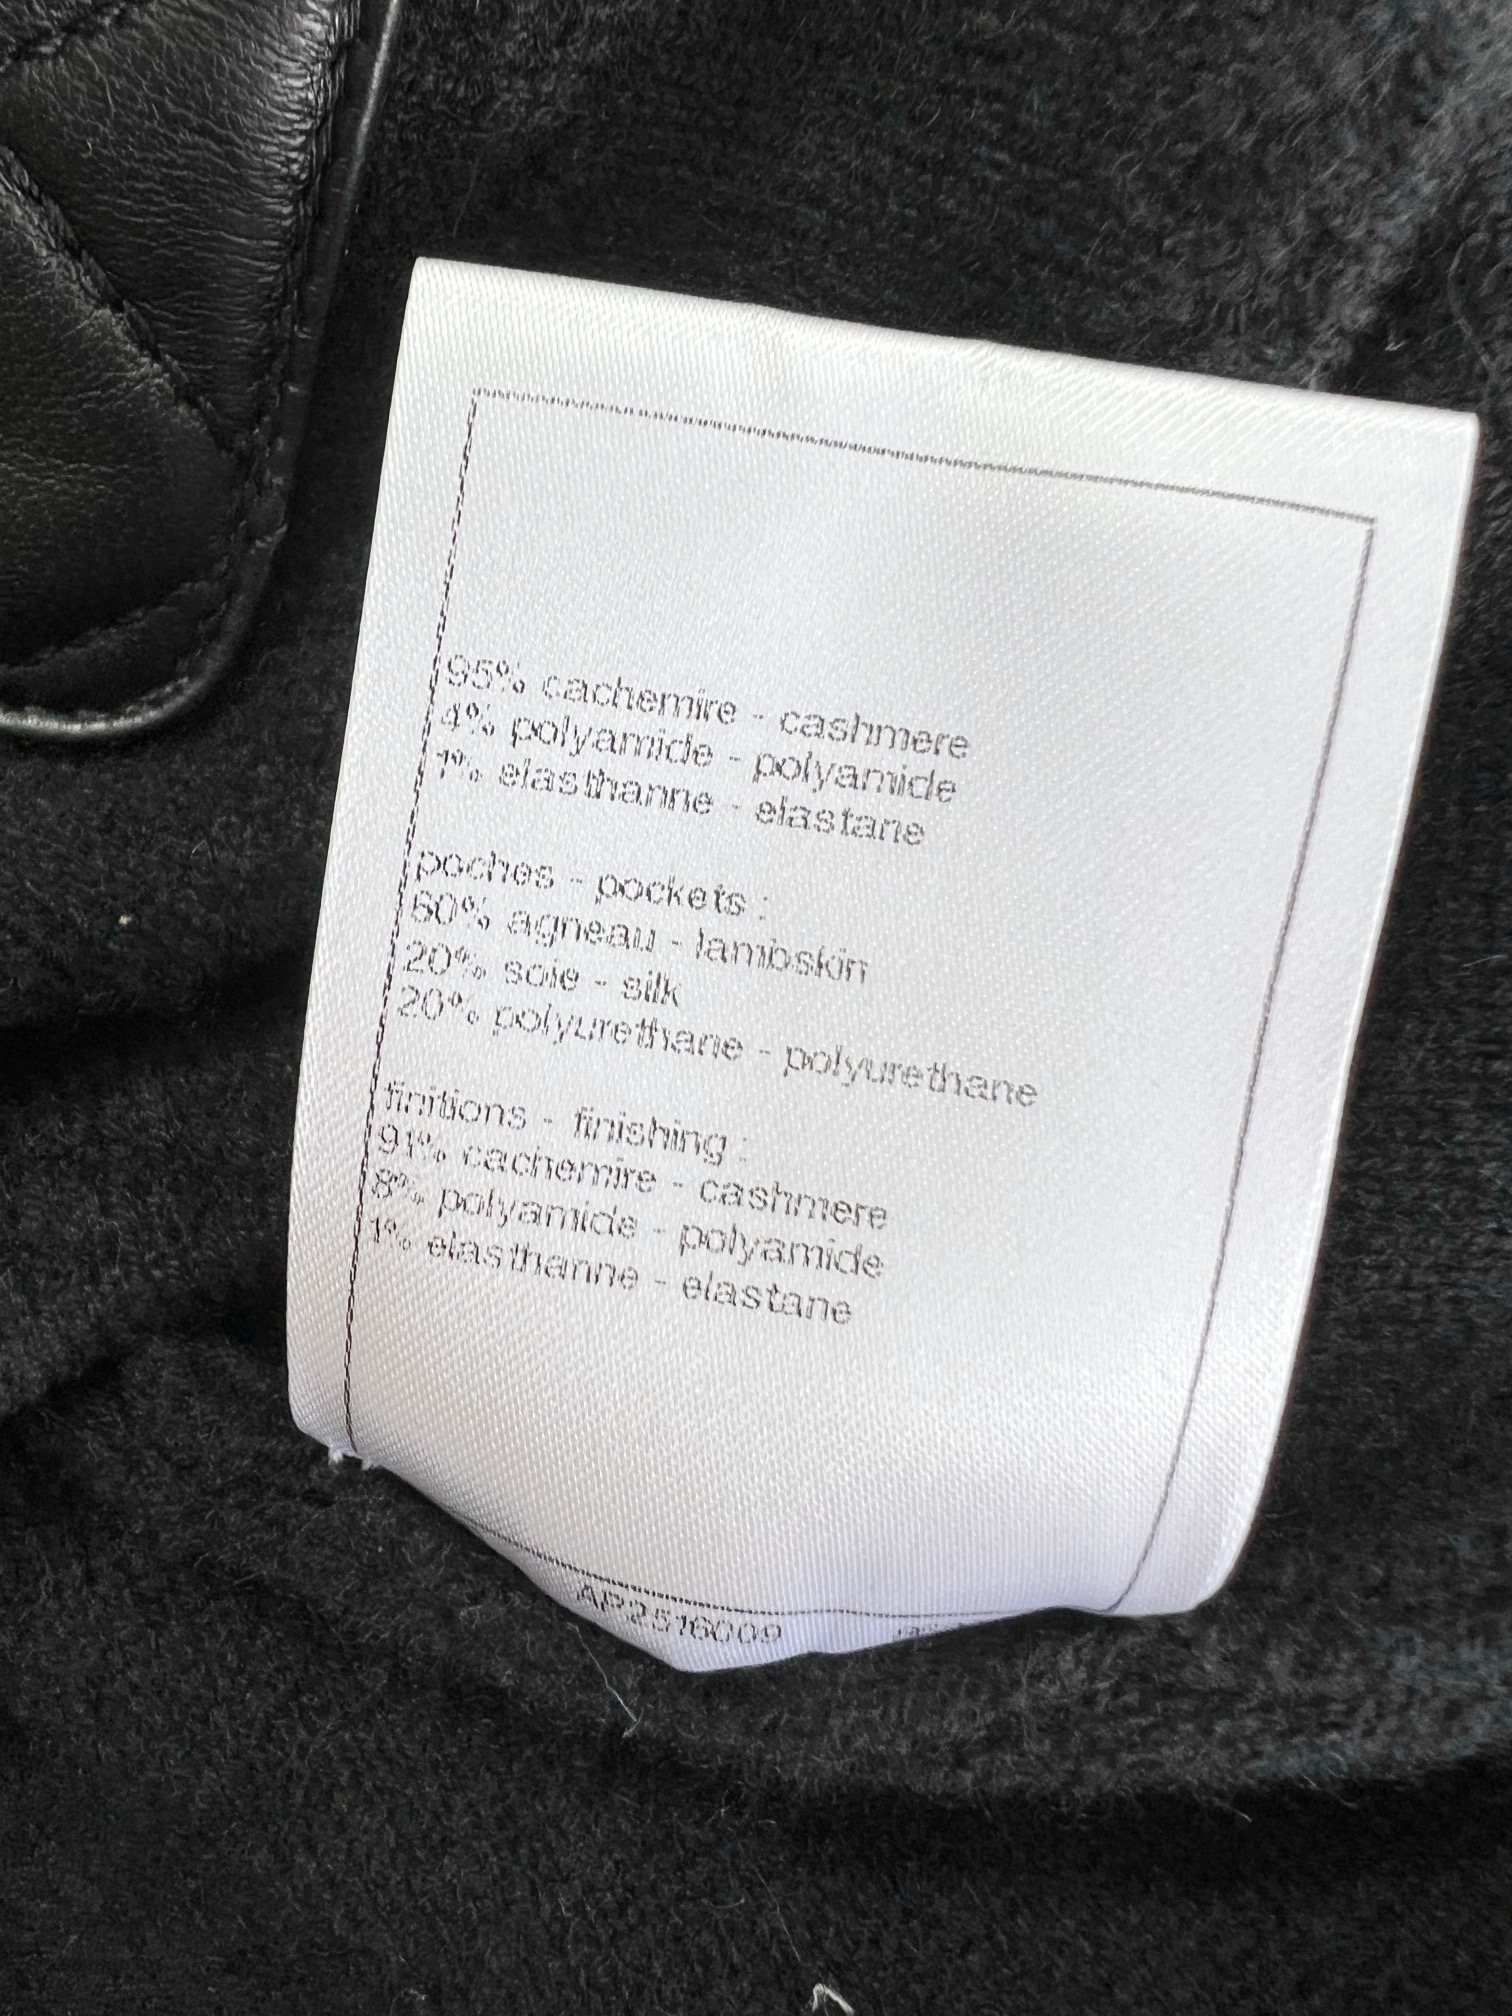 95% cachemire - cashmere
4% polyamide - polyamide
1% elasthanne - elastane
poches - pockets :
60% agneau - lambskin
20% soie - silk
20% polyurethane - polyurethane
finitions - finishing :
91% cachemire - cashmere
8% polyamide - polyamide
1% elasthanne - elastane
AP2516009